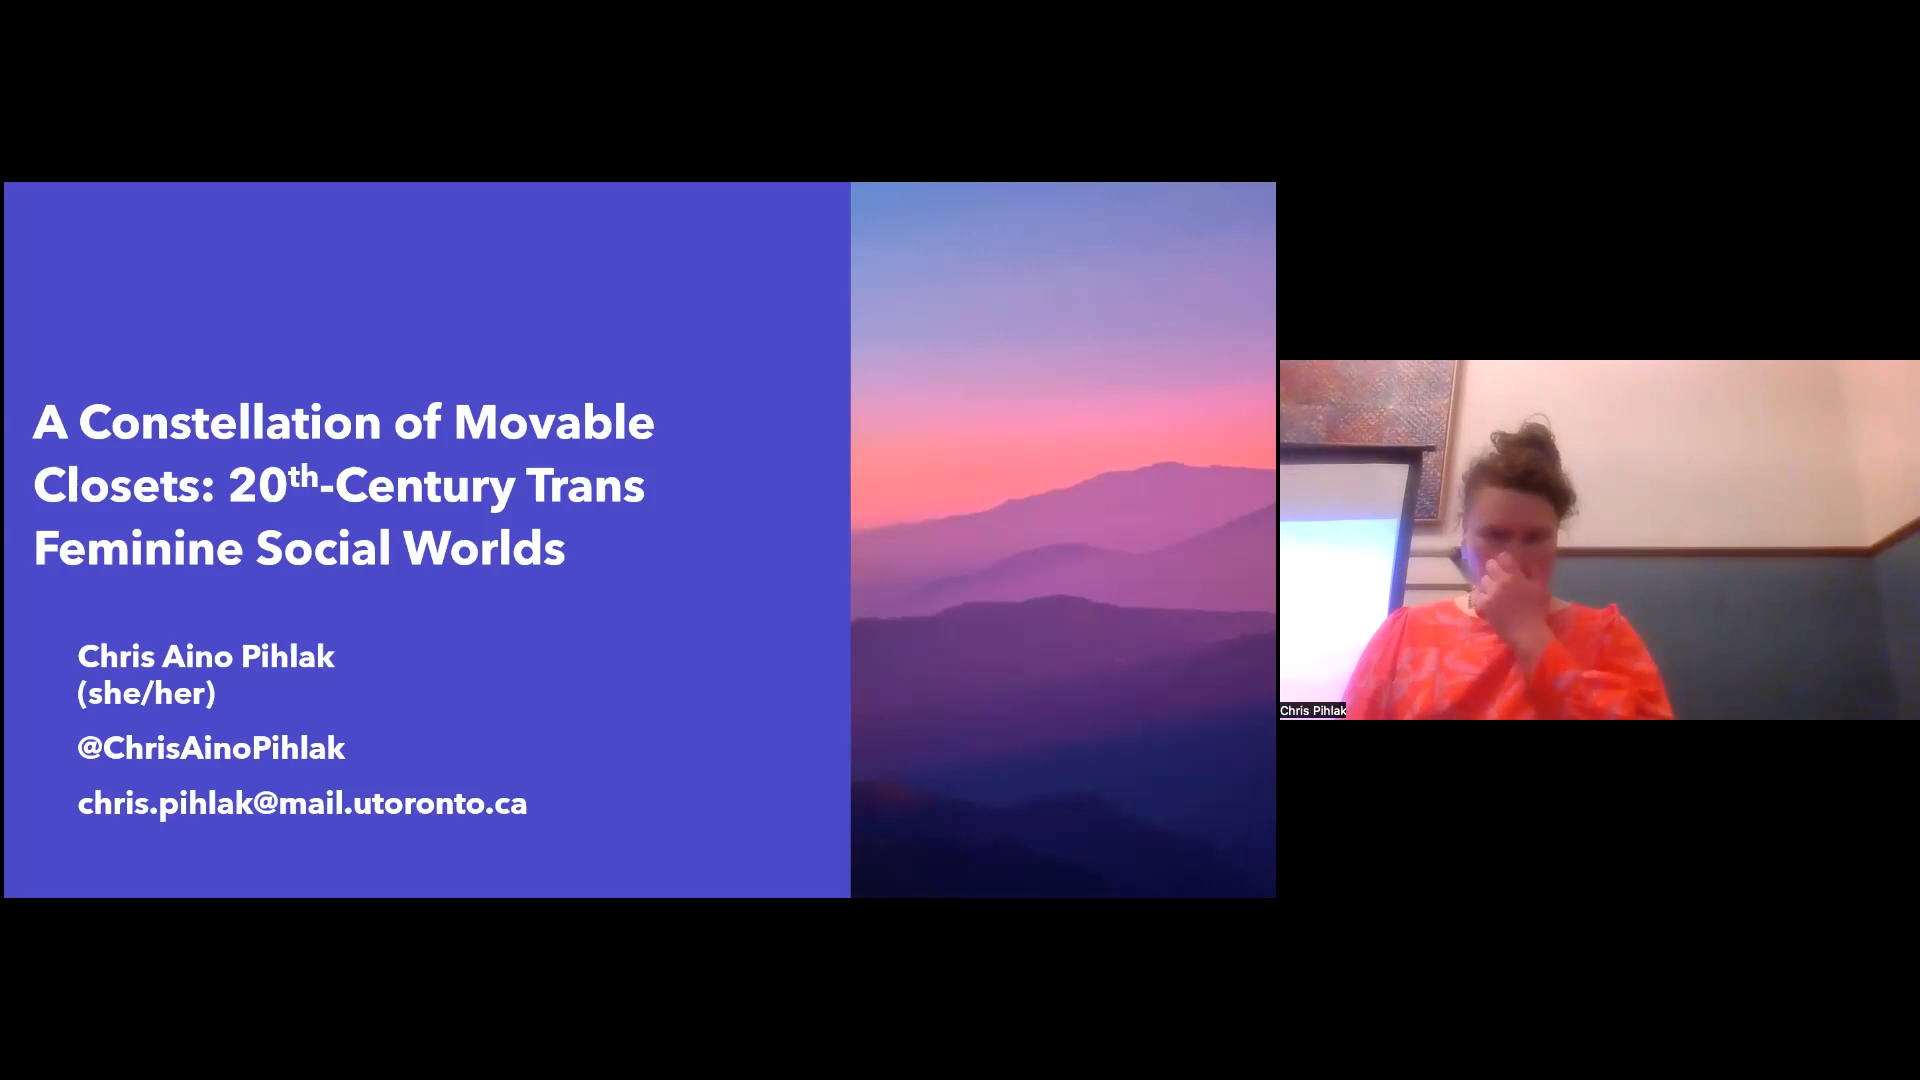 A Constellation of Movable
Closets: 20th-Century Trans
Feminine Social Worlds
Chris Aino Pihlak
(she/her)
@ChrisAinoPihlak
chris.pihlak@mail.utoronto.ca
Chris Pihlak